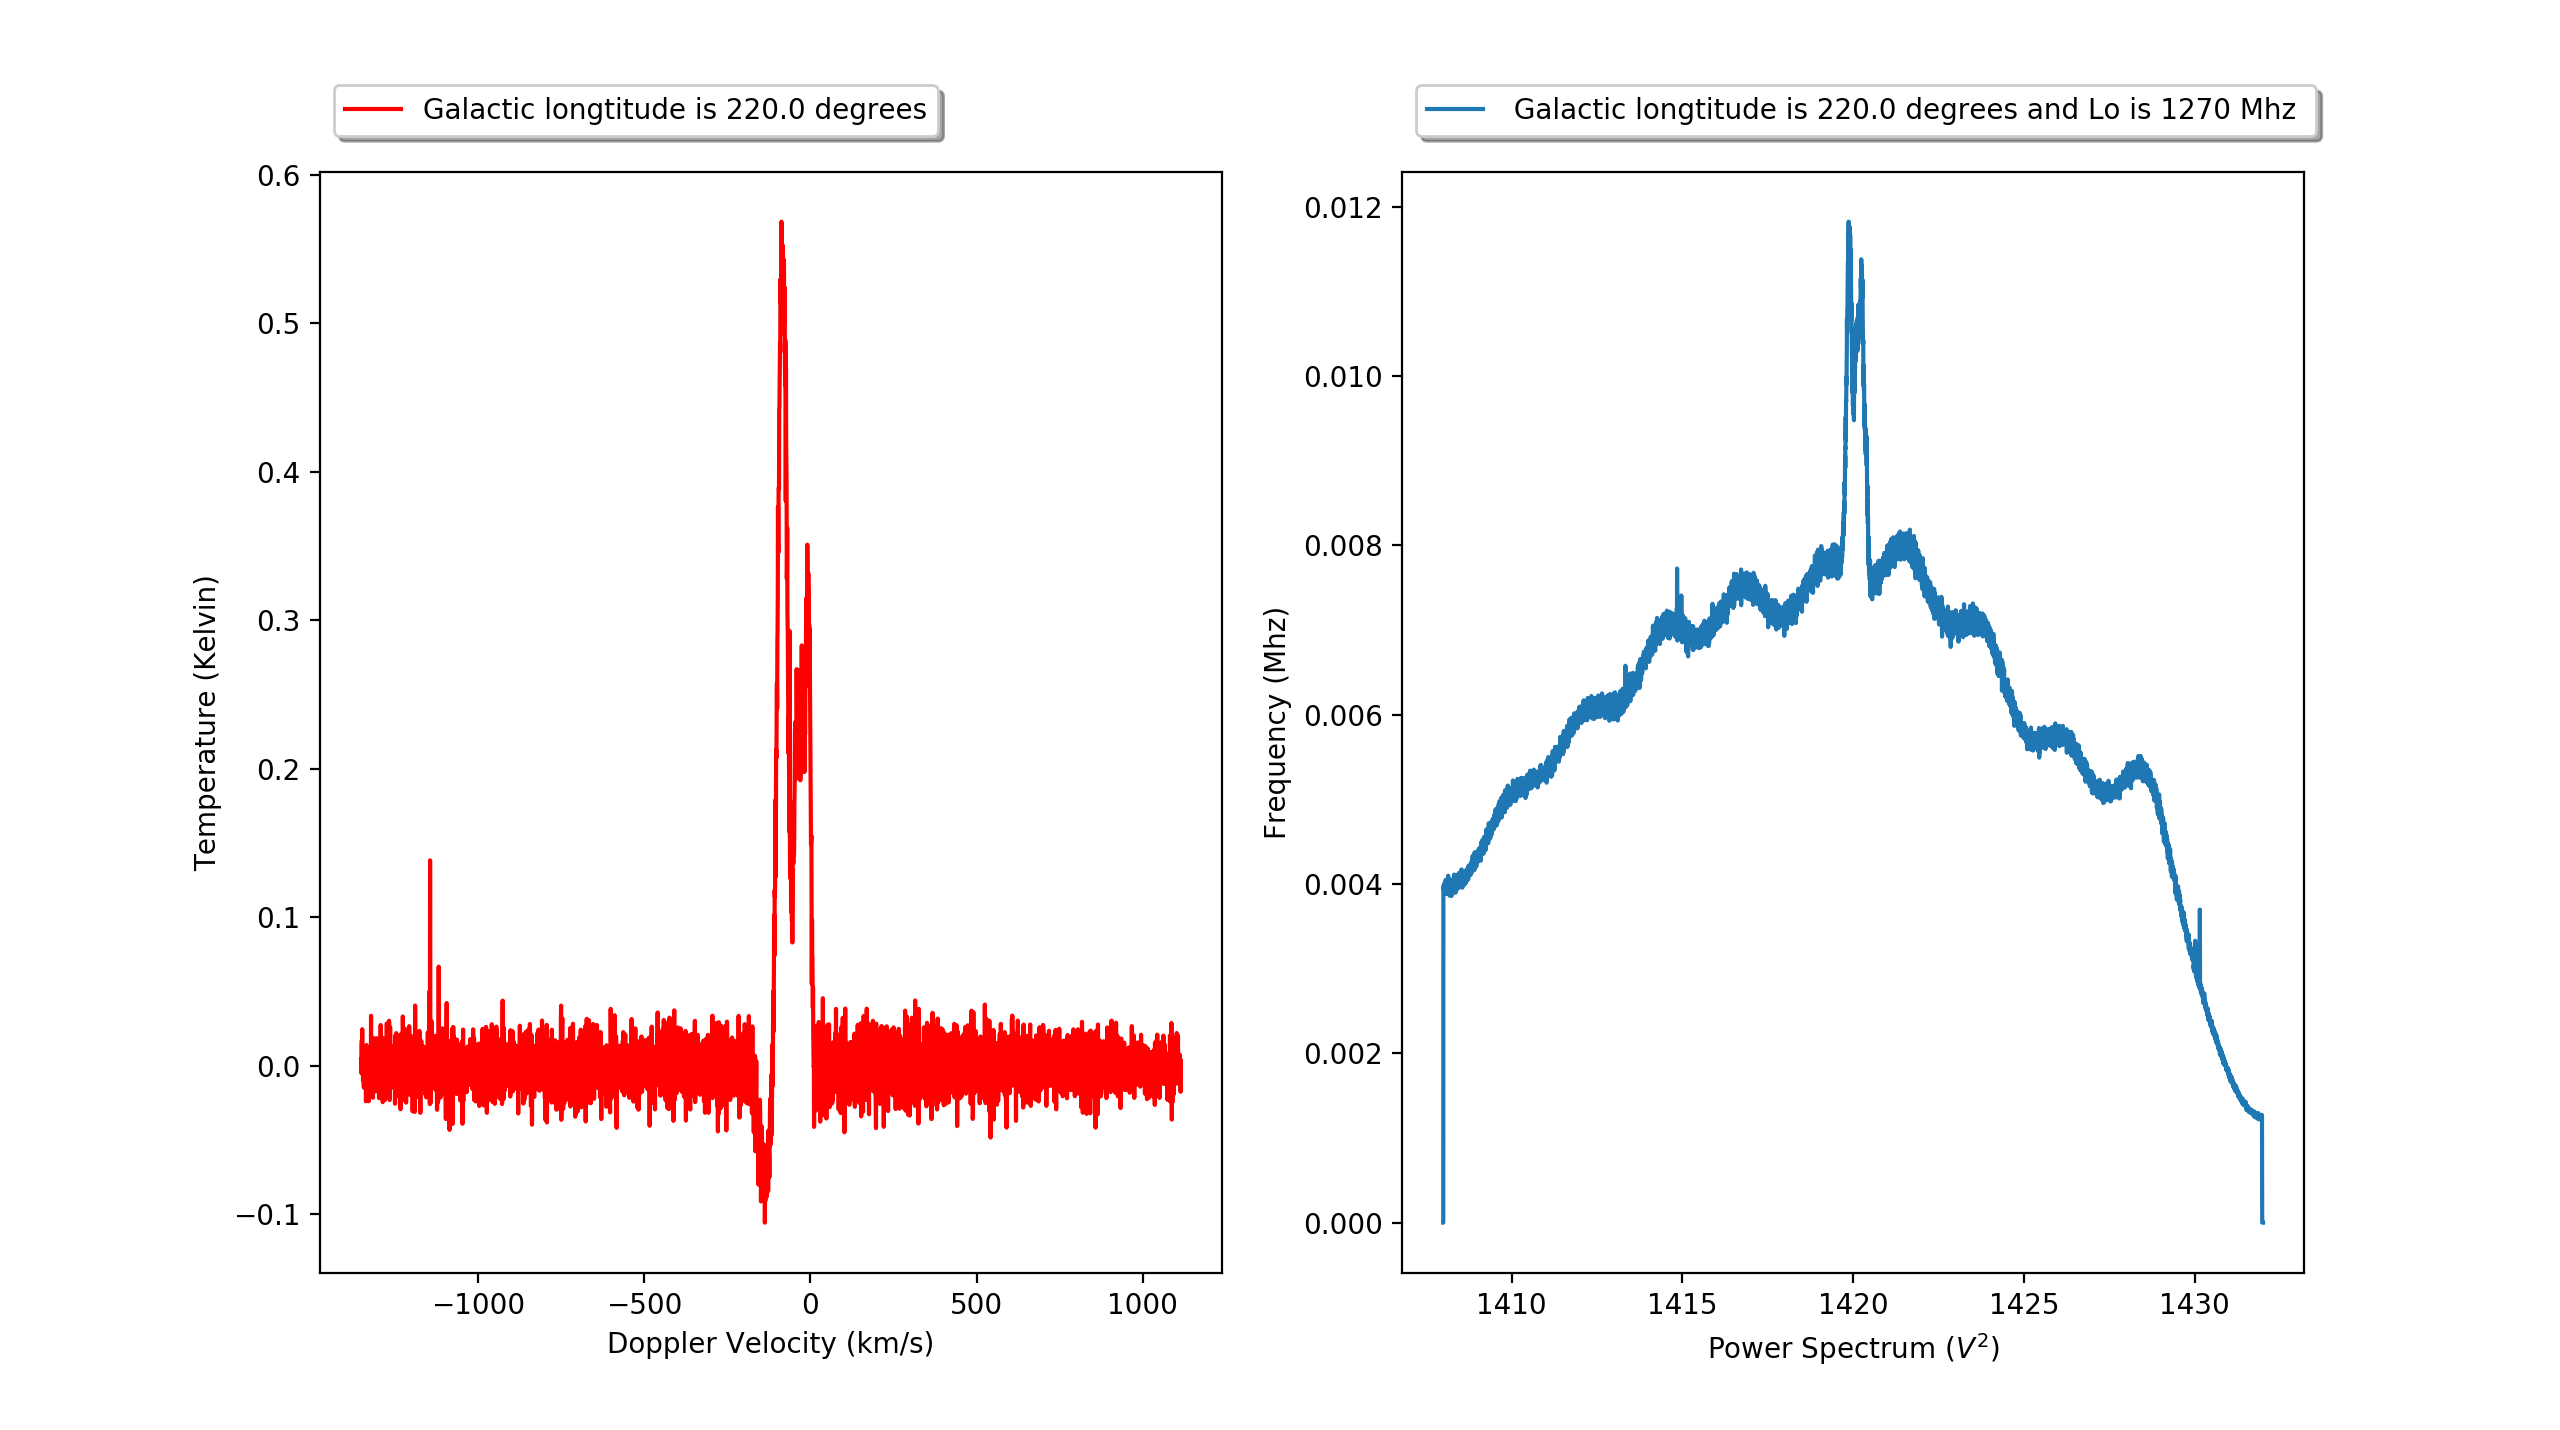 Galactic longtitude is 220.0 degrees
0.6
0.5
0.4
0.3
0.2
0.1
0.0
−0.1
Temperature (Kelvin)
−1000 −500 0 500 1000
Doppler Velocity (km/s)
Galactic longtitude is 220.0 degrees and Lo is 1270 Mhz
0.012
0.010
0.008
0.006
0.004
0.002
0.000
Frequency (Mhz)
1410 1415 1420 1425 1430
Power Spectrum (V²)